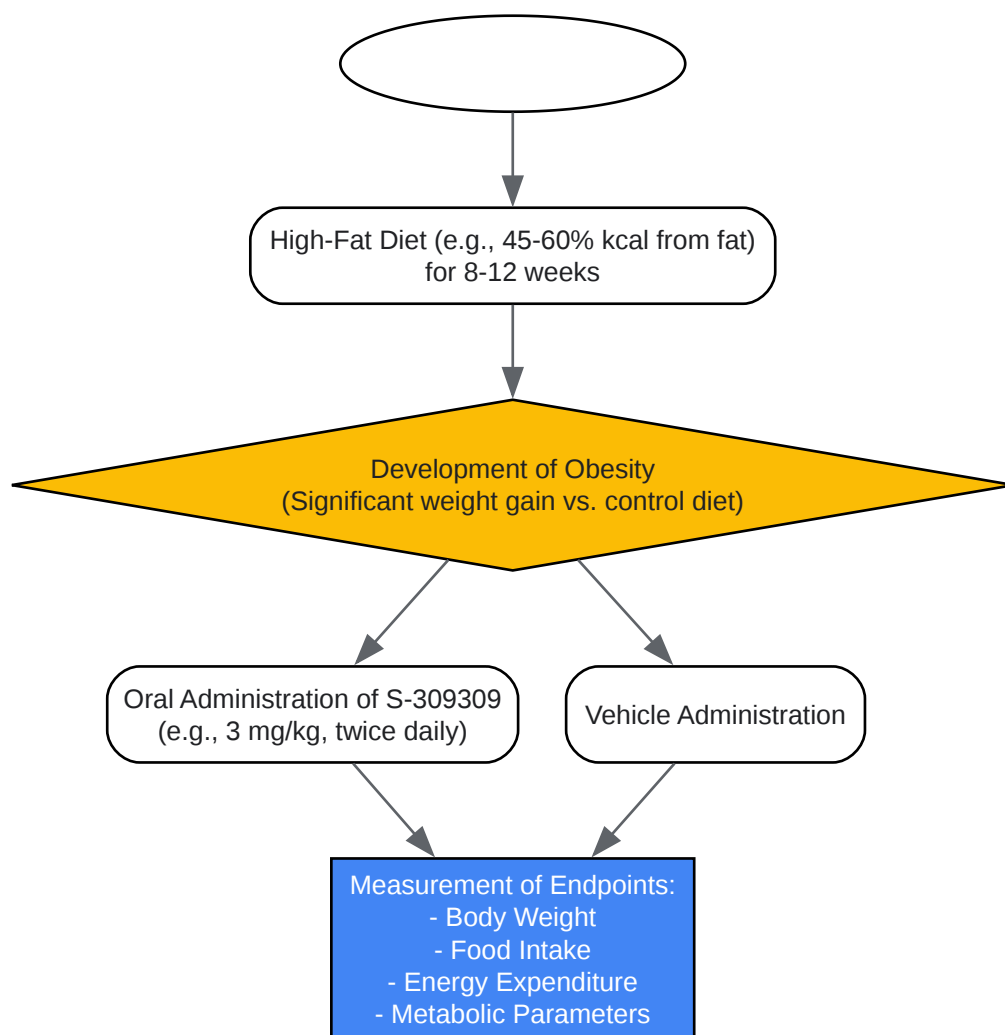 High-Fat Diet (e.g., 45-60% kcal from fat)
for 8-12 weeks
Development of Obesity
(Significant weight gain vs. control diet)
Oral Administration of S-309309
(e.g., 3 mg/kg, twice daily)
Vehicle Administration
Measurement of Endpoints:
- Body Weight
- Food Intake
- Energy Expenditure
- Metabolic Parameters